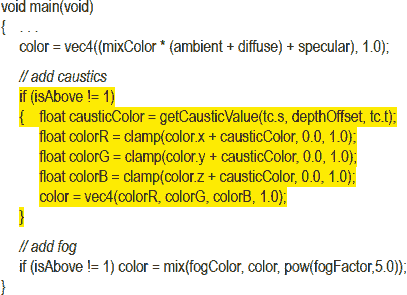 void main(void)
{ . . .
color = vec4((mixColor * (ambient + diffuse) + specular), 1.0);
// add caustics
if (isAbove != 1)
{ float causticColor = getCausticValue(tc.s, depthOffset, tc.t);
float colorR = clamp(color.x + causticColor, 0.0, 1.0);
float colorG = clamp(color.y + causticColor, 0.0, 1.0);
float colorB = clamp(color.z + causticColor, 0.0, 1.0);
color = vec4(colorR, colorG, colorB, 1.0);
}
// add fog
if (isAbove != 1) color = mix(fogColor, color, pow(fogFactor,5.0));
}